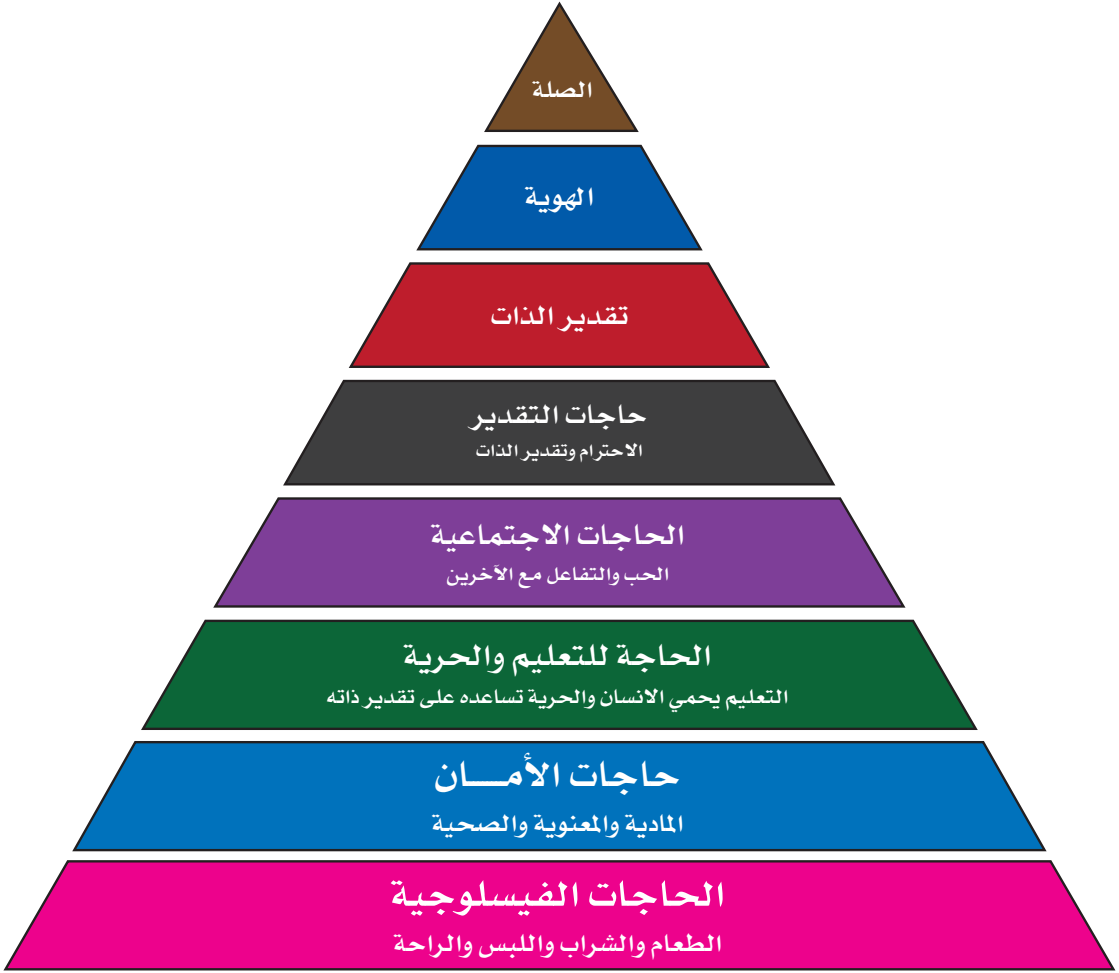 الصلة
الهوية
تقدير الذات
حاجات التقدير
الاحترام وتقدير الذات
الحاجات الاجتماعية
الحب والتفاعل مع الآخرين
الحاجة للتعليم والحرية
التعليم يحمي الانسان والحرية تساعده على تقدير ذاته
حاجات الأمـــان
المادية والمعنوية والصحية
الحاجات الفيسلوجية
الطعام والشراب واللبس والراحة